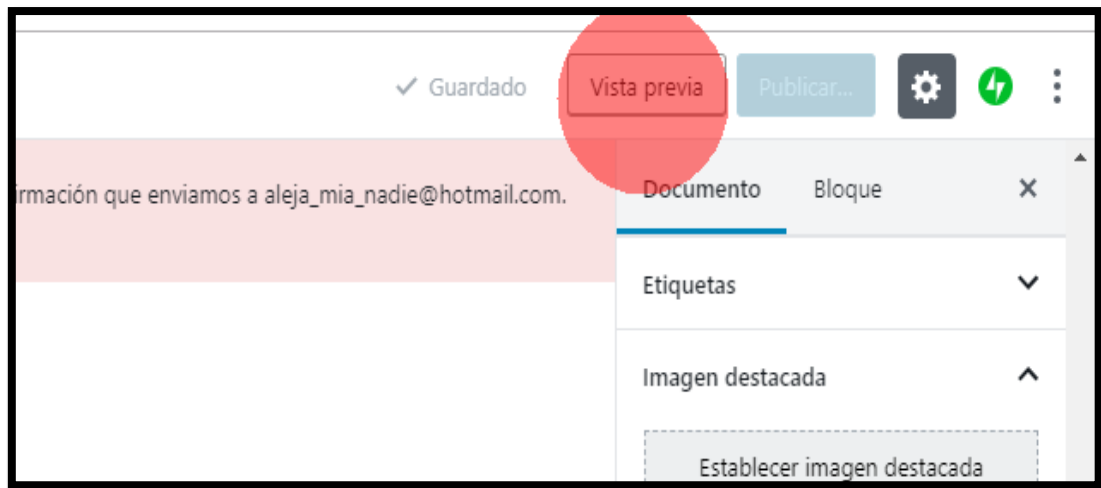 Guardado Vista previa Publicar...
irmación que enviamos a aleja_mia_nadie@hotmail.com.
Documento Bloque
Etiquetas
Imagen destacada
Establecer imagen destacada